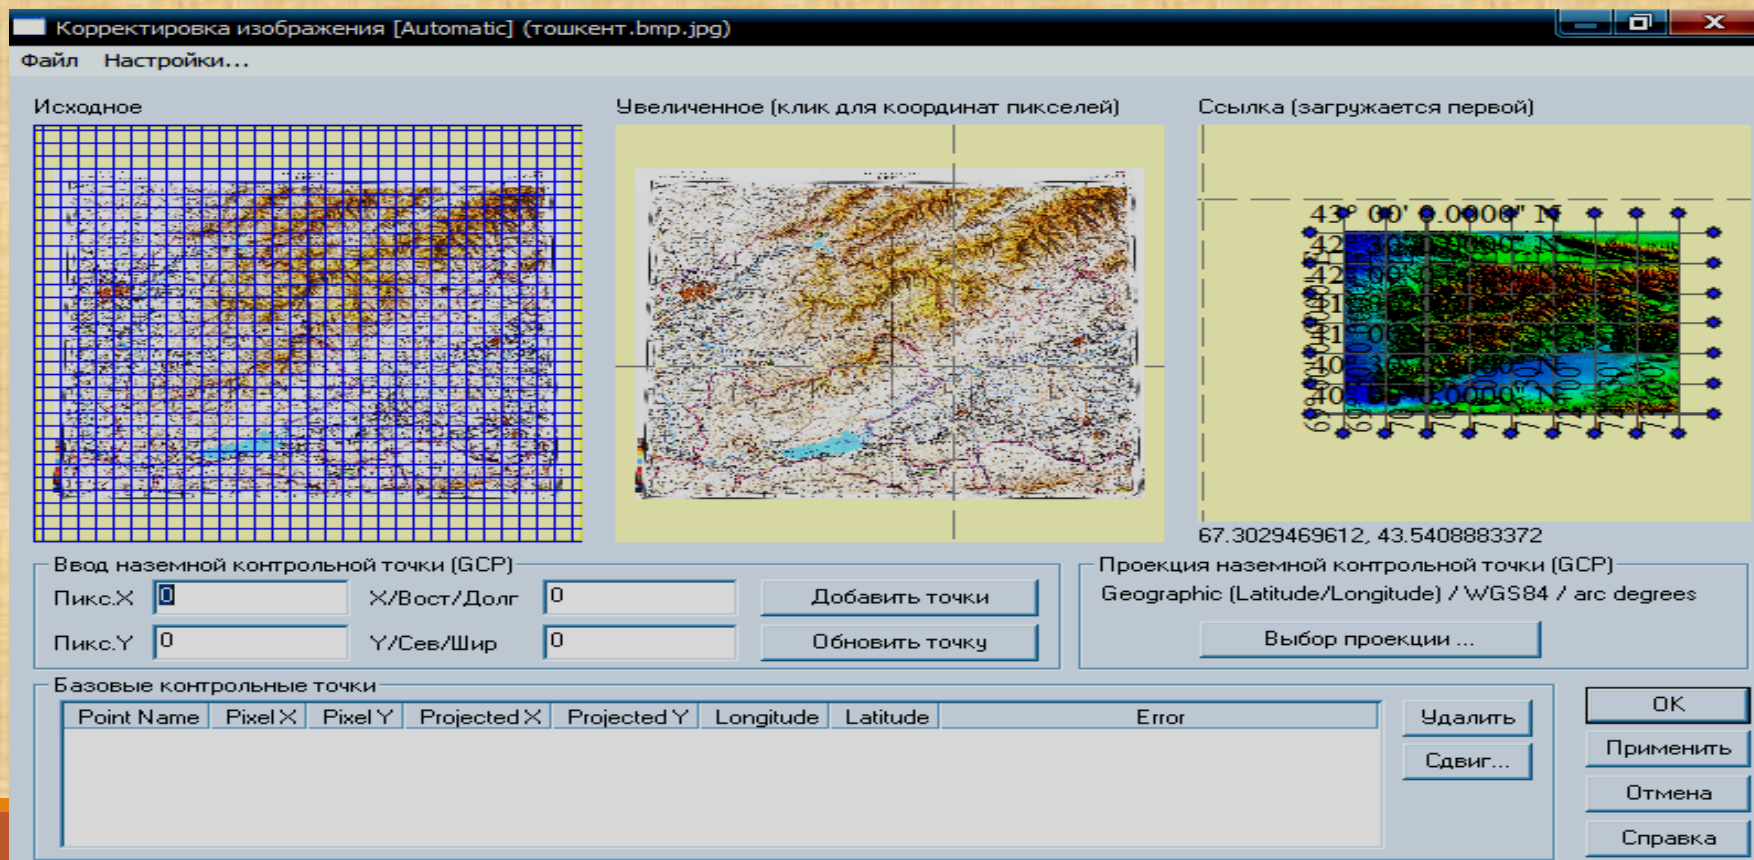 Корректировка изображения [Automatic] (тошкент.bmp.jpg)
Файл Настройки...
Исходное
Увеличенное (клик для координат пикселей)
Ссылка (загружается первой)
43° 00' 0.0000" N
67.3029469612, 43.5408883372
Ввод наземной контрольной точки (GCP)
Пикс.X 0 X/Вост/Долг 0 Добавить точки
Пикс.Y 0 Y/Сев/Шир 0 Обновить точку
Проекция наземной контрольной точки (GCP)
Geographic (Latitude/Longitude) / WGS84 / arc degrees
Выбор проекции ...
Базовые контрольные точки
Point Name Pixel X Pixel Y Projected X Projected Y Longitude Latitude Error
Удалить
Сдвиг...
OK
Применить
Отмена
Справка